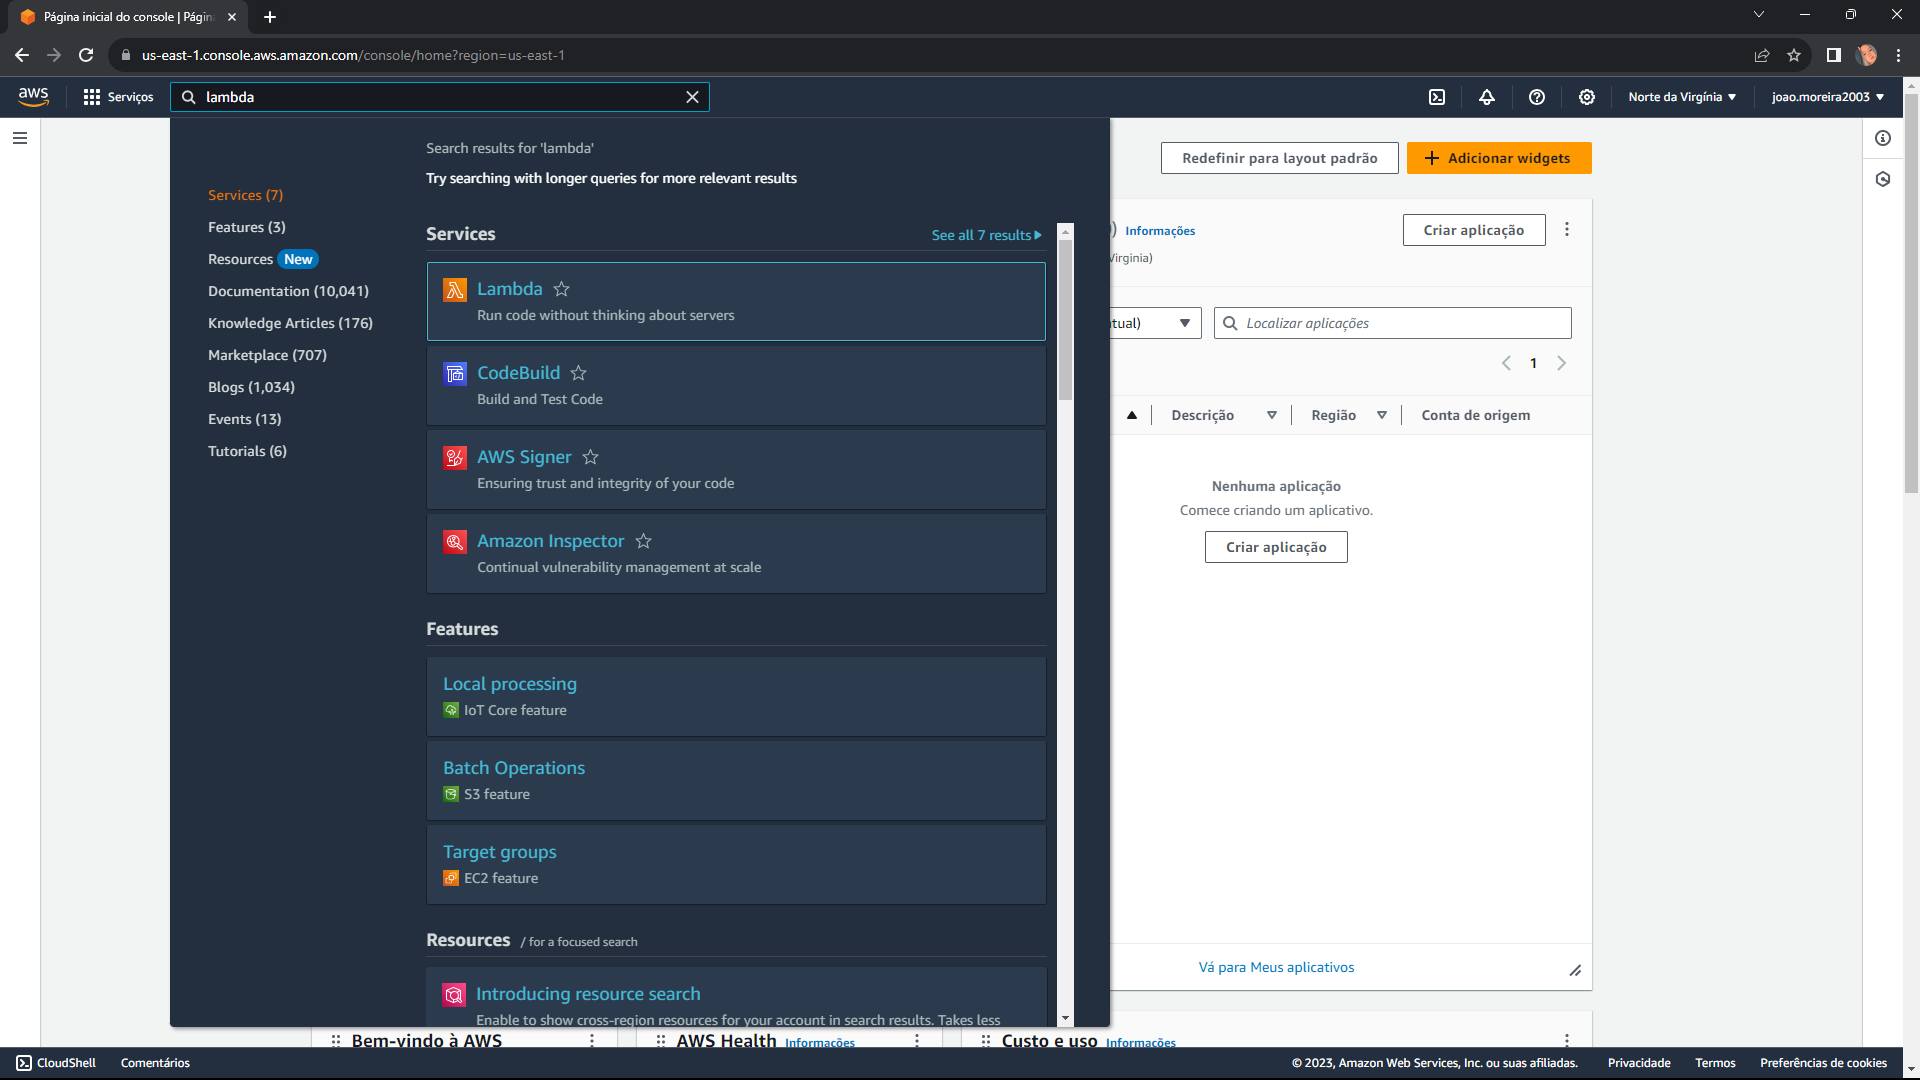 Página inicial do console | Págin
us-east-1.console.aws.amazon.com/console/home?region=us-east-1
aws
Serviços
lambda
Norte da Virgínia
joao.moreira2003
Search results for 'lambda'
Try searching with longer queries for more relevant results
Services (7)
Features (3)
Resources New
Documentation (10,041)
Knowledge Articles (176)
Marketplace (707)
Blogs (1,034)
Events (13)
Tutorials (6)
Services
See all 7 results
Lambda
Run code without thinking about servers
CodeBuild
Build and Test Code
AWS Signer
Ensuring trust and integrity of your code
Amazon Inspector
Continual vulnerability management at scale
Features
Local processing
IoT Core feature
Batch Operations
S3 feature
Target groups
EC2 feature
Resources / for a focused search
Introducing resource search
Enable to show cross-region resources for your account in search results. Takes less
Redefinir para layout padrão
+ Adicionar widgets
) Informações
Virginia)
Criar aplicação
tual)
Localizar aplicações
1
Descrição
Região
Conta de origem
Nenhuma aplicação
Comece criando um aplicativo.
Criar aplicação
Vá para Meus aplicativos
Bem-vindo à AWS
AWS Health Informações
Custo e uso Informações
CloudShell
Comentários
© 2023, Amazon Web Services, Inc. ou suas afiliadas.
Privacidade
Termos
Preferências de cookies